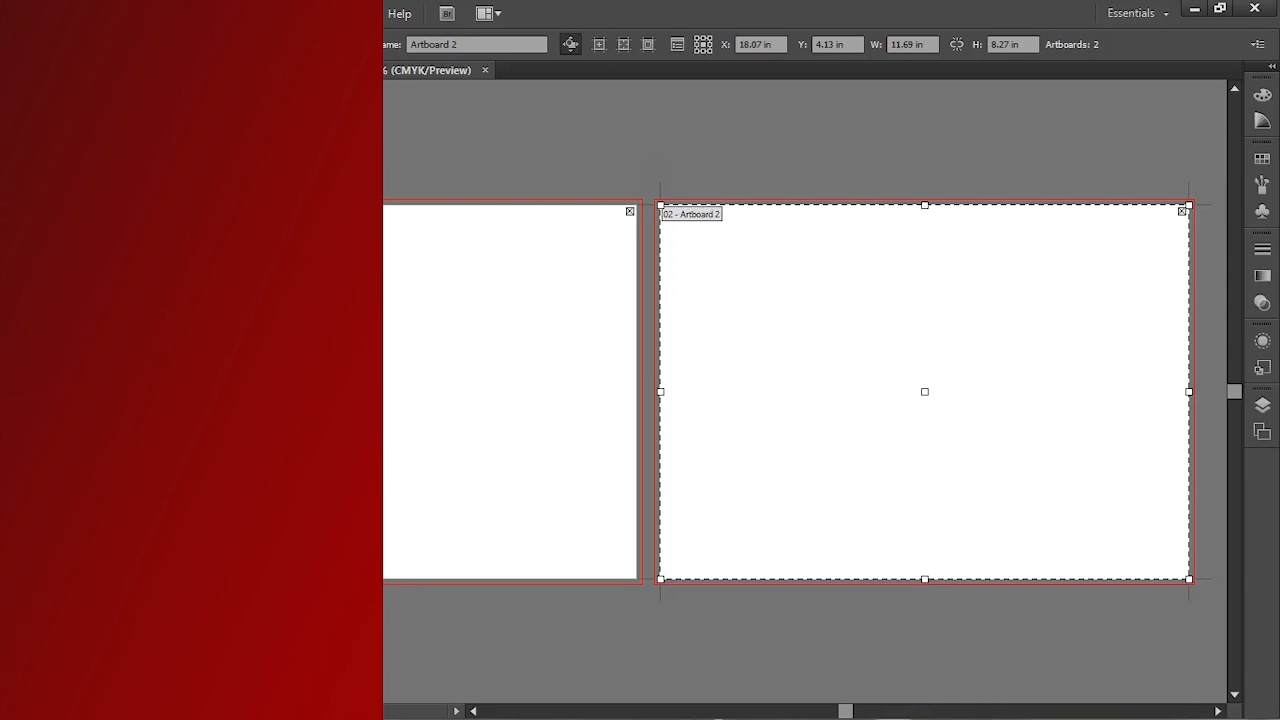 Help Br Essentials
ame: Artboard 2 X: 18.07 in Y: 4.13 in W: 11.69 in H: 8.27 in Artboards: 2
% (CMYK/Preview)
02 - Artboard 2